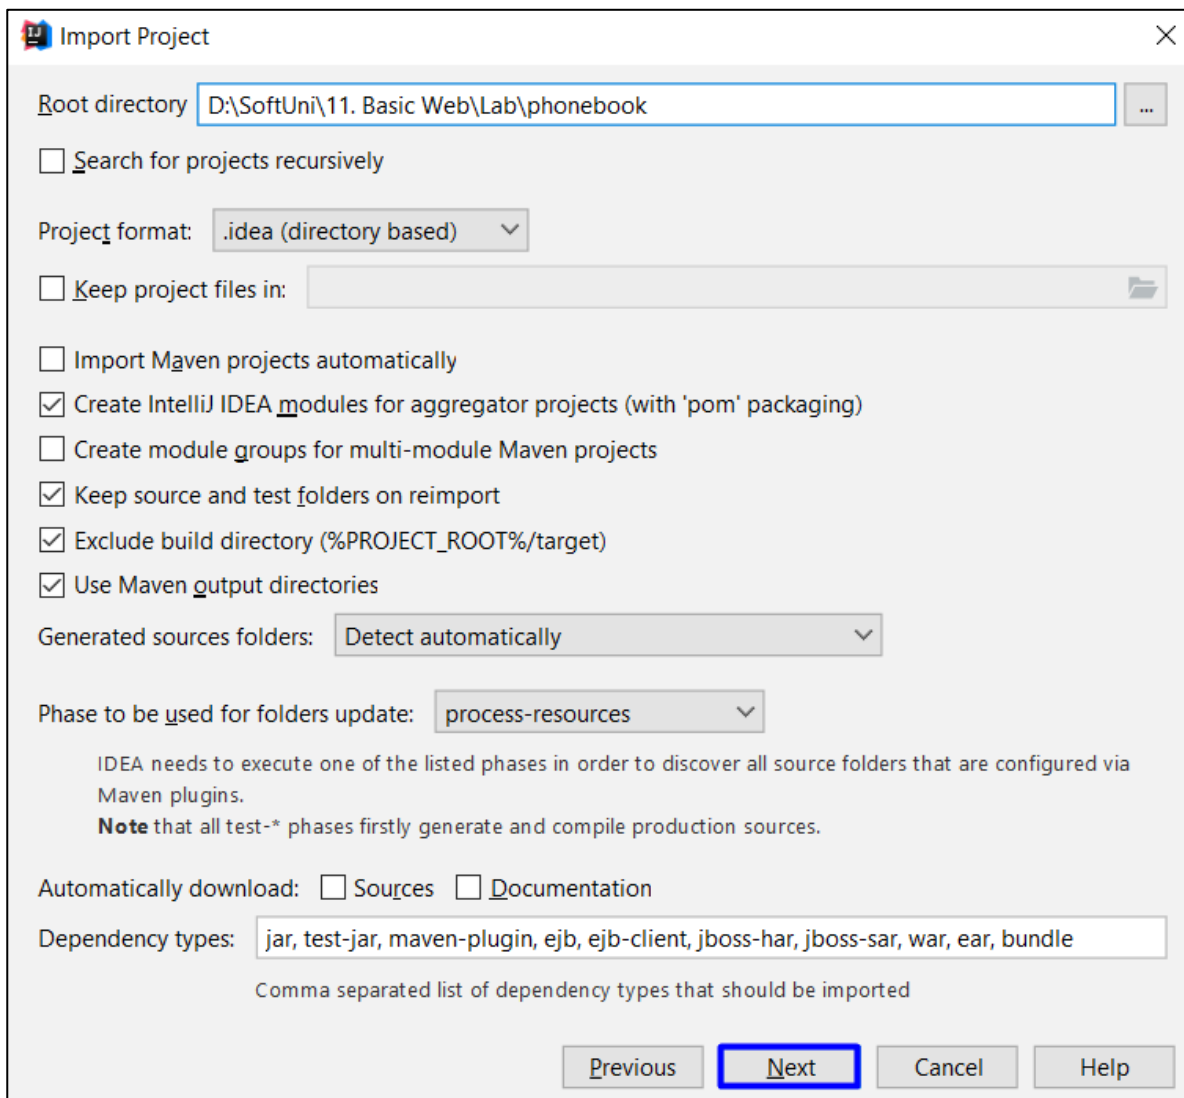 IJ Import Project
Root directory D:\SoftUni\11. Basic Web\Lab\phonebook ...
Search for projects recursively
Project format: .idea (directory based)
Keep project files in:
Import Maven projects automatically
Create IntelliJ IDEA modules for aggregator projects (with 'pom' packaging)
Create module groups for multi-module Maven projects
Keep source and test folders on reimport
Exclude build directory (%PROJECT_ROOT%/target)
Use Maven output directories
Generated sources folders: Detect automatically
Phase to be used for folders update: process-resources
IDEA needs to execute one of the listed phases in order to discover all source folders that are configured via
Maven plugins.
Note that all test-* phases firstly generate and compile production sources.
Automatically download: Sources Documentation
Dependency types: jar, test-jar, maven-plugin, ejb, ejb-client, jboss-har, jboss-sar, war, ear, bundle
Comma separated list of dependency types that should be imported
Previous Next Cancel Help